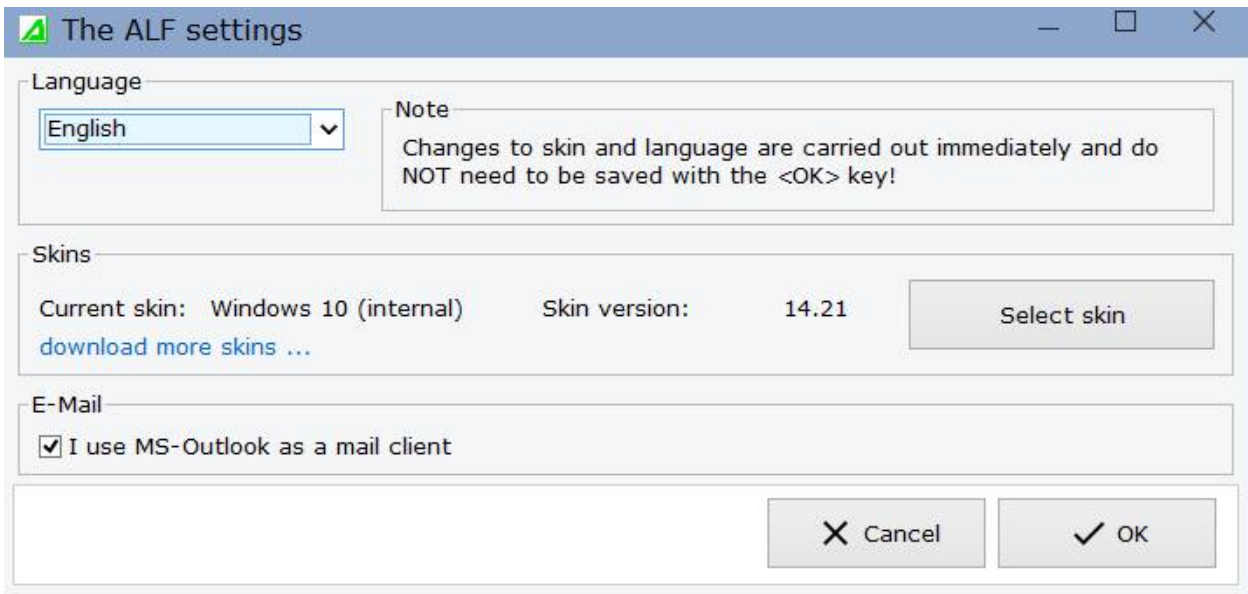 The ALF settings
Language
English
Note
Changes to skin and language are carried out immediately and do
NOT need to be saved with the <OK> key!
Skins
Current skin: Windows 10 (internal) Skin version: 14.21
Select skin
download more skins ...
E-Mail
I use MS-Outlook as a mail client
Cancel OK